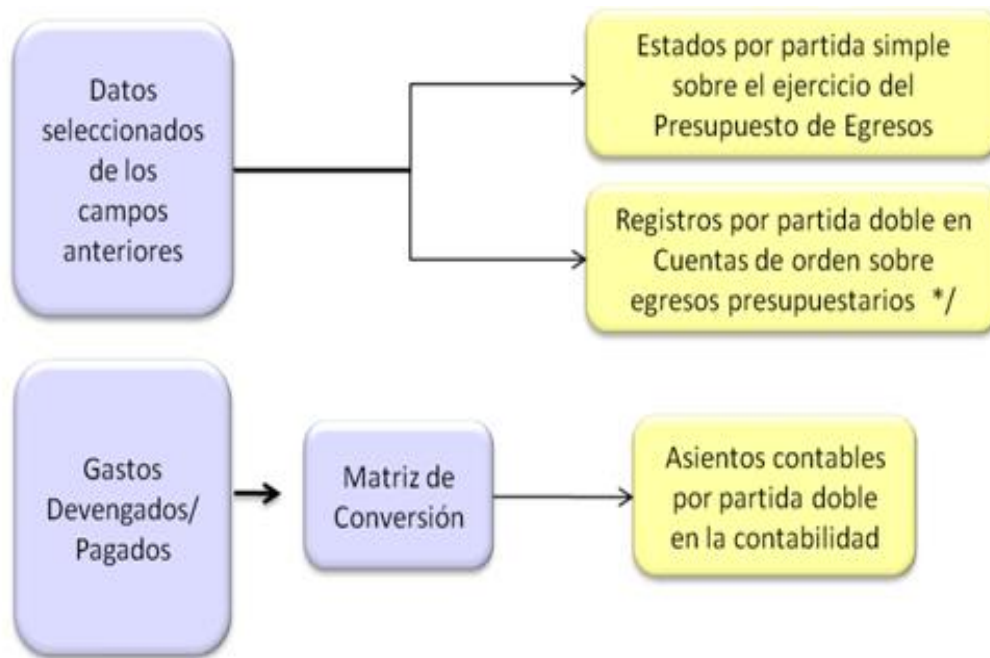 Datos
seleccionados
de los
campos
anteriores
Estados por partida simple
sobre el ejercicio del
Presupuesto de Egresos
Registros por partida doble en
Cuentas de orden sobre
egresos presupuestarios */
Gastos
Devengados/
Pagados
Matriz de
Conversión
Asientos contables
por partida doble
en la contabilidad